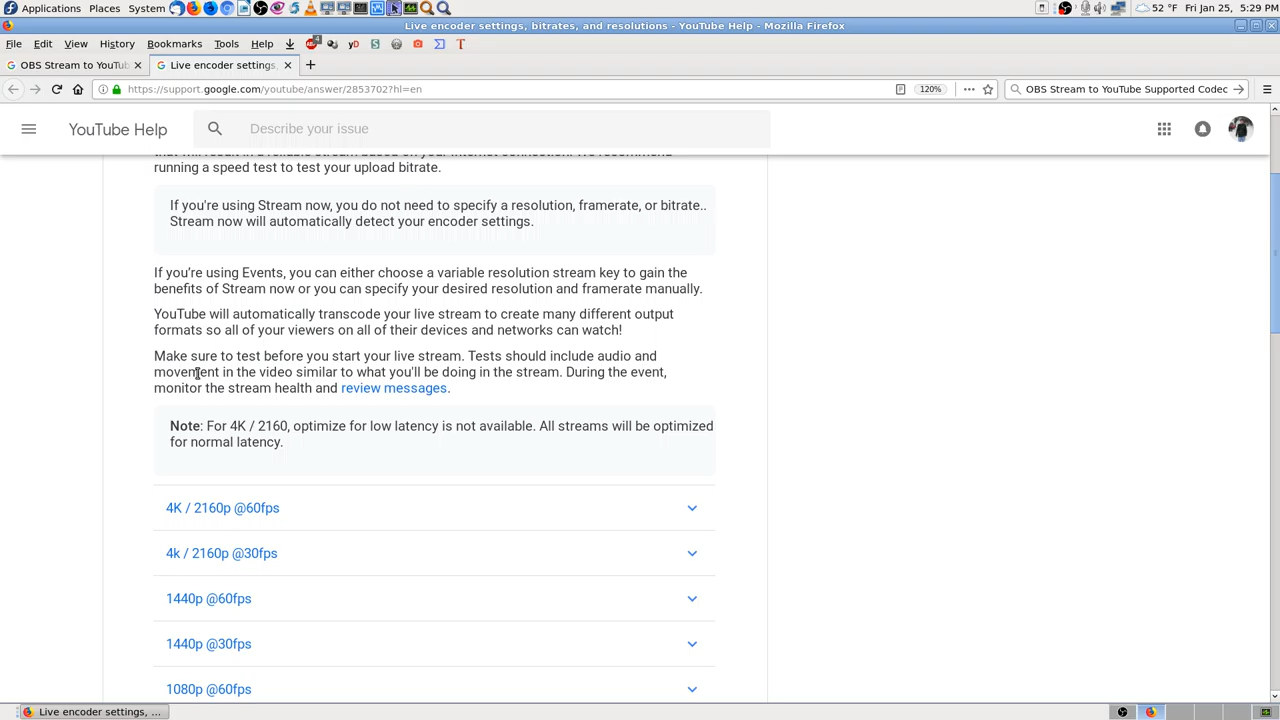 Applications Places System 52 °F Fri Jan 25, 5:29 PM
Live encoder settings, bitrates, and resolutions - YouTube Help - Mozilla Firefox
File Edit View History Bookmarks Tools Help
OBS Stream to YouTub Live encoder settings,
https://support.google.com/youtube/answer/2853702?hl=en 120% OBS Stream to YouTube Supported Codec
YouTube Help Describe your issue
running a speed test to test your upload bitrate.
If you're using Stream now, you do not need to specify a resolution, framerate, or bitrate..
Stream now will automatically detect your encoder settings.
If you’re using Events, you can either choose a variable resolution stream key to gain the
benefits of Stream now or you can specify your desired resolution and framerate manually.
YouTube will automatically transcode your live stream to create many different output
formats so all of your viewers on all of their devices and networks can watch!
Make sure to test before you start your live stream. Tests should include audio and
movement in the video similar to what you'll be doing in the stream. During the event,
monitor the stream health and review messages.
Note: For 4K / 2160, optimize for low latency is not available. All streams will be optimized
for normal latency.
4K / 2160p @60fps
4k / 2160p @30fps
1440p @60fps
1440p @30fps
1080p @60fps
Live encoder settings, ...